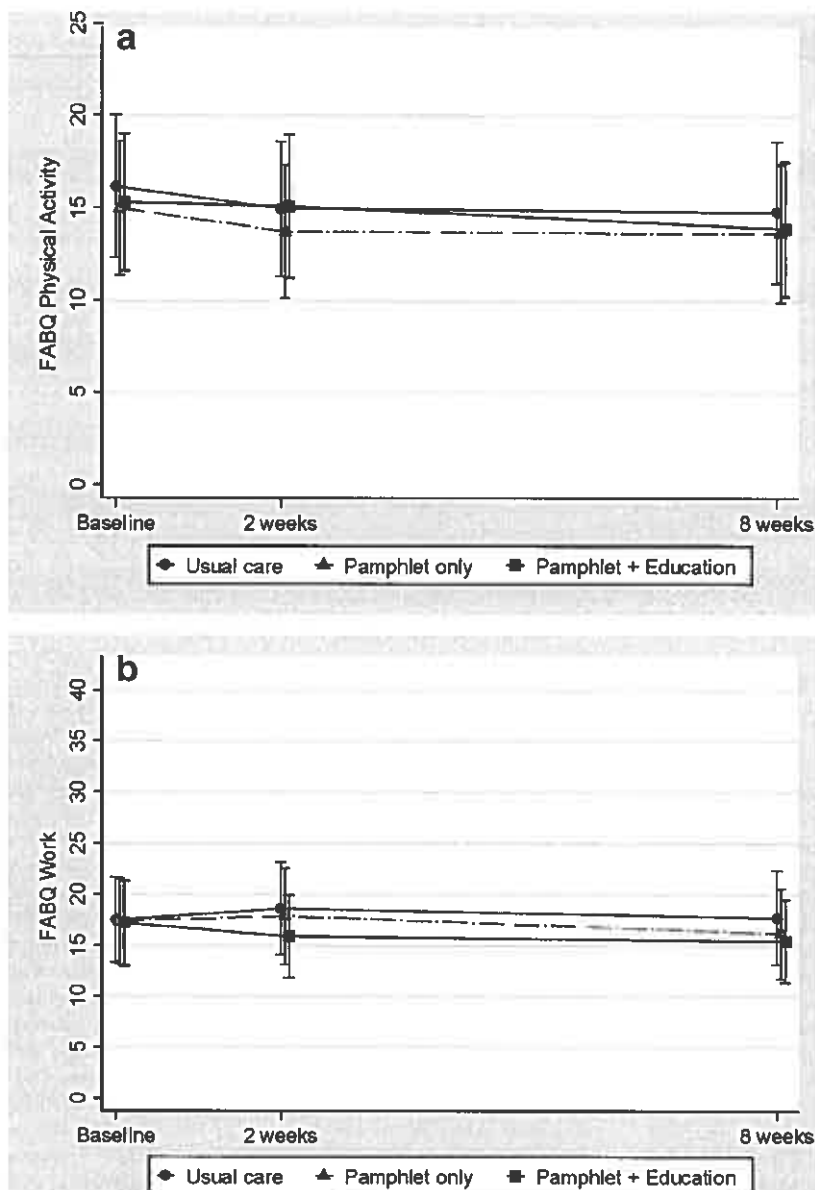 a
25
20
15
10
5
0
FABQ Physical Activity
Baseline 2 weeks 8 weeks
Usual care Pamphlet only Pamphlet + Education
b
40
35
30
25
20
15
10
5
0
FABQ Work
Baseline 2 weeks 8 weeks
Usual care Pamphlet only Pamphlet + Education